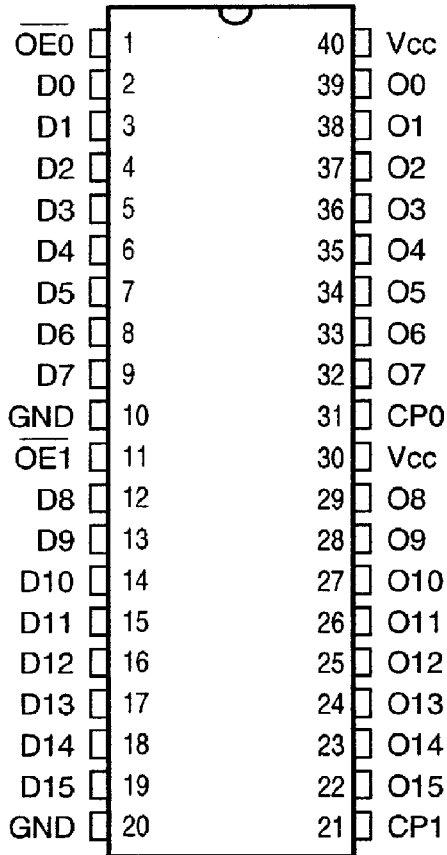 OE0 1 40 Vcc
D0 2 39 O0
D1 3 38 O1
D2 4 37 O2
D3 5 36 O3
D4 6 35 O4
D5 7 34 O5
D6 8 33 O6
D7 9 32 O7
GND 10 31 CP0
OE1 11 30 Vcc
D8 12 29 O8
D9 13 28 O9
D10 14 27 O10
D11 15 26 O11
D12 16 25 O12
D13 17 24 O13
D14 18 23 O14
D15 19 22 O15
GND 20 21 CP1